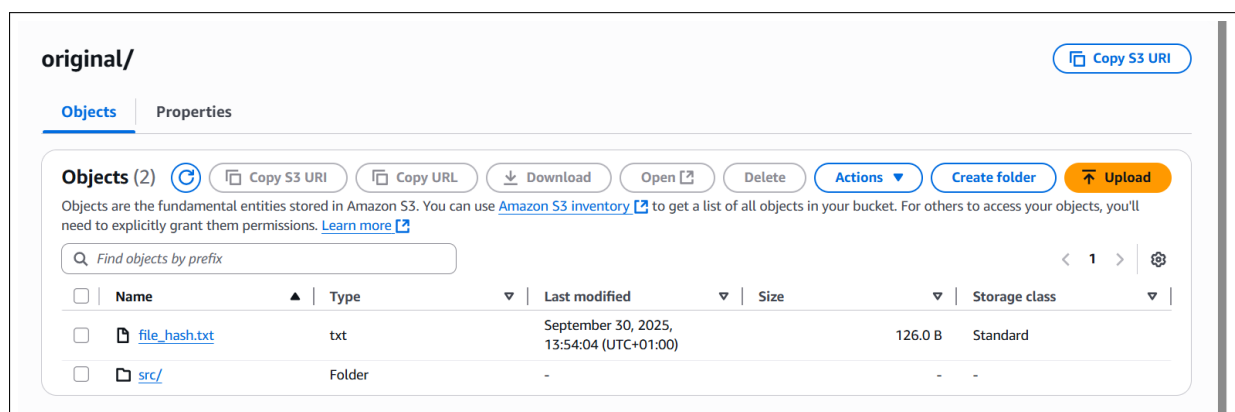 original/
Copy S3 URI
Objects
Properties
Objects (2)
Copy S3 URI
Copy URL
Download
Open
Delete
Actions
Create folder
Upload
Objects are the fundamental entities stored in Amazon S3. You can use Amazon S3 inventory to get a list of all objects in your bucket. For others to access your objects, you'll
need to explicitly grant them permissions. Learn more
Find objects by prefix
1
Name
Type
Last modified
Size
Storage class
file_hash.txt
txt
September 30, 2025,
13:54:04 (UTC+01:00)
126.0 B
Standard
src/
Folder
-
-
-